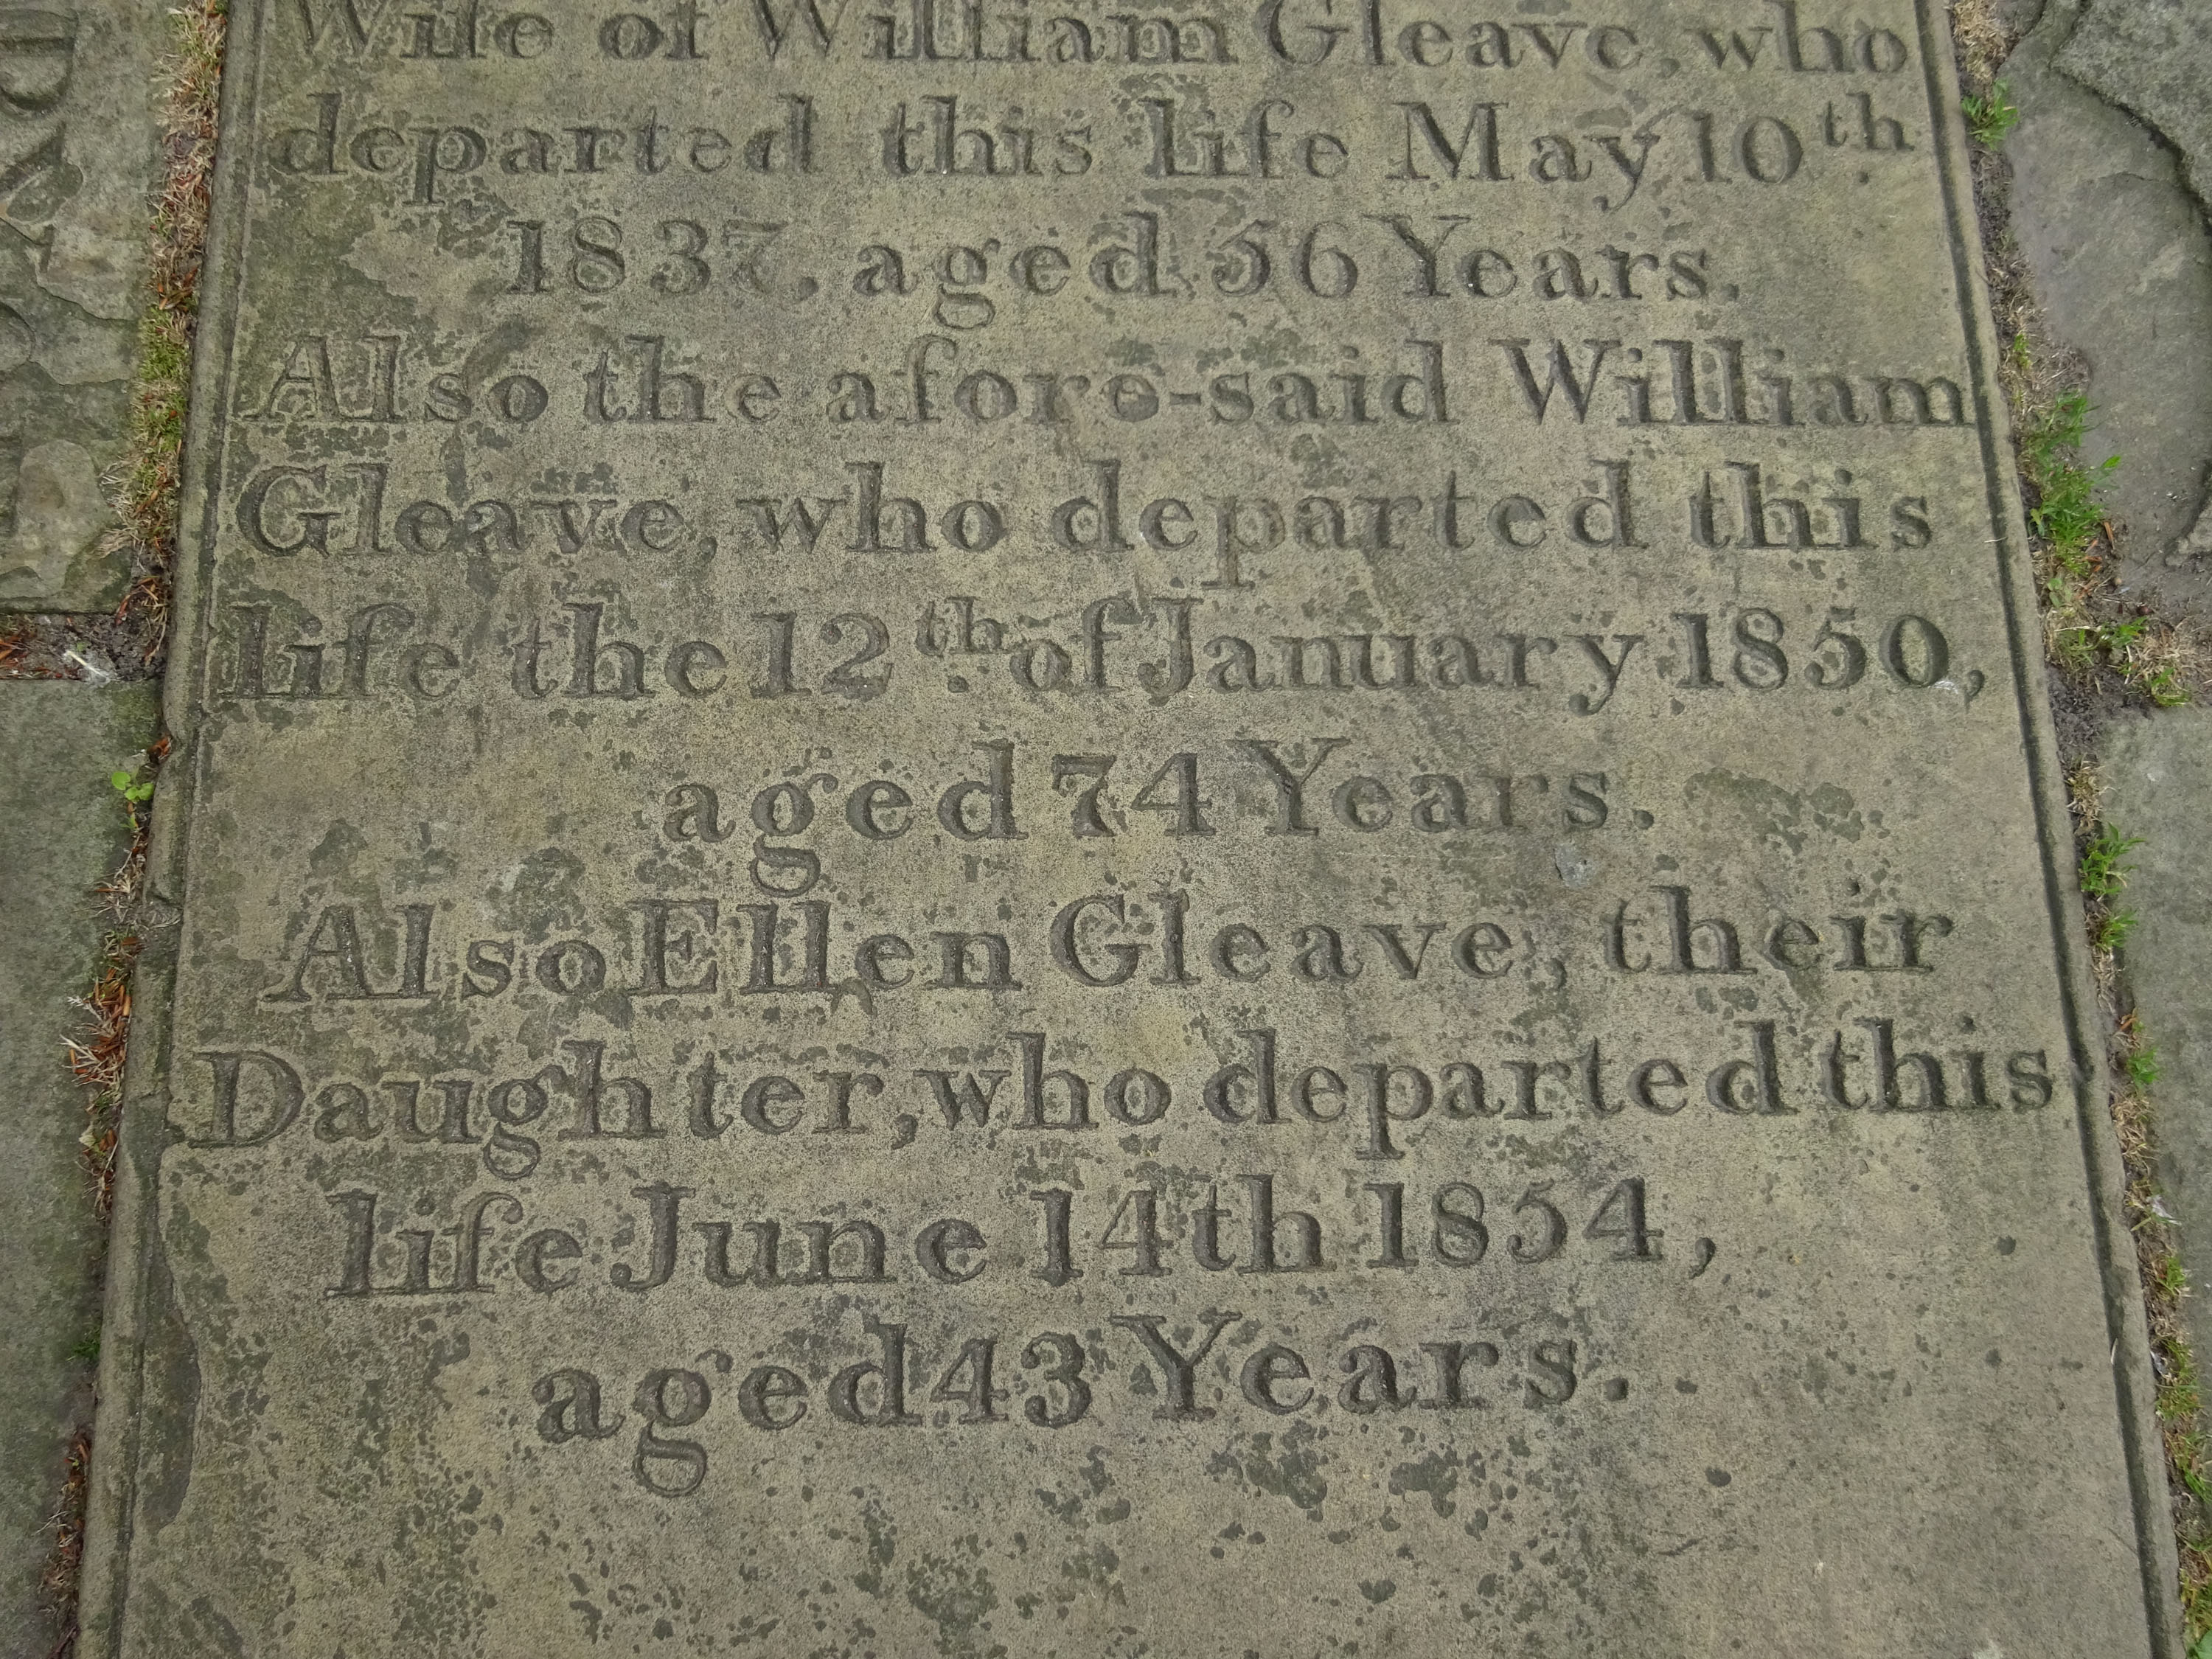 Wife of William Gleave, who
departed this life May 10th
1837, aged 56 Years.
Also the afore-said William
Gleave, who departed this
life the 12th of January 1850,
aged 74 Years.
Also Ellen Gleave, their
Daughter, who departed this
life June 14th 1854,
aged 43 Years.